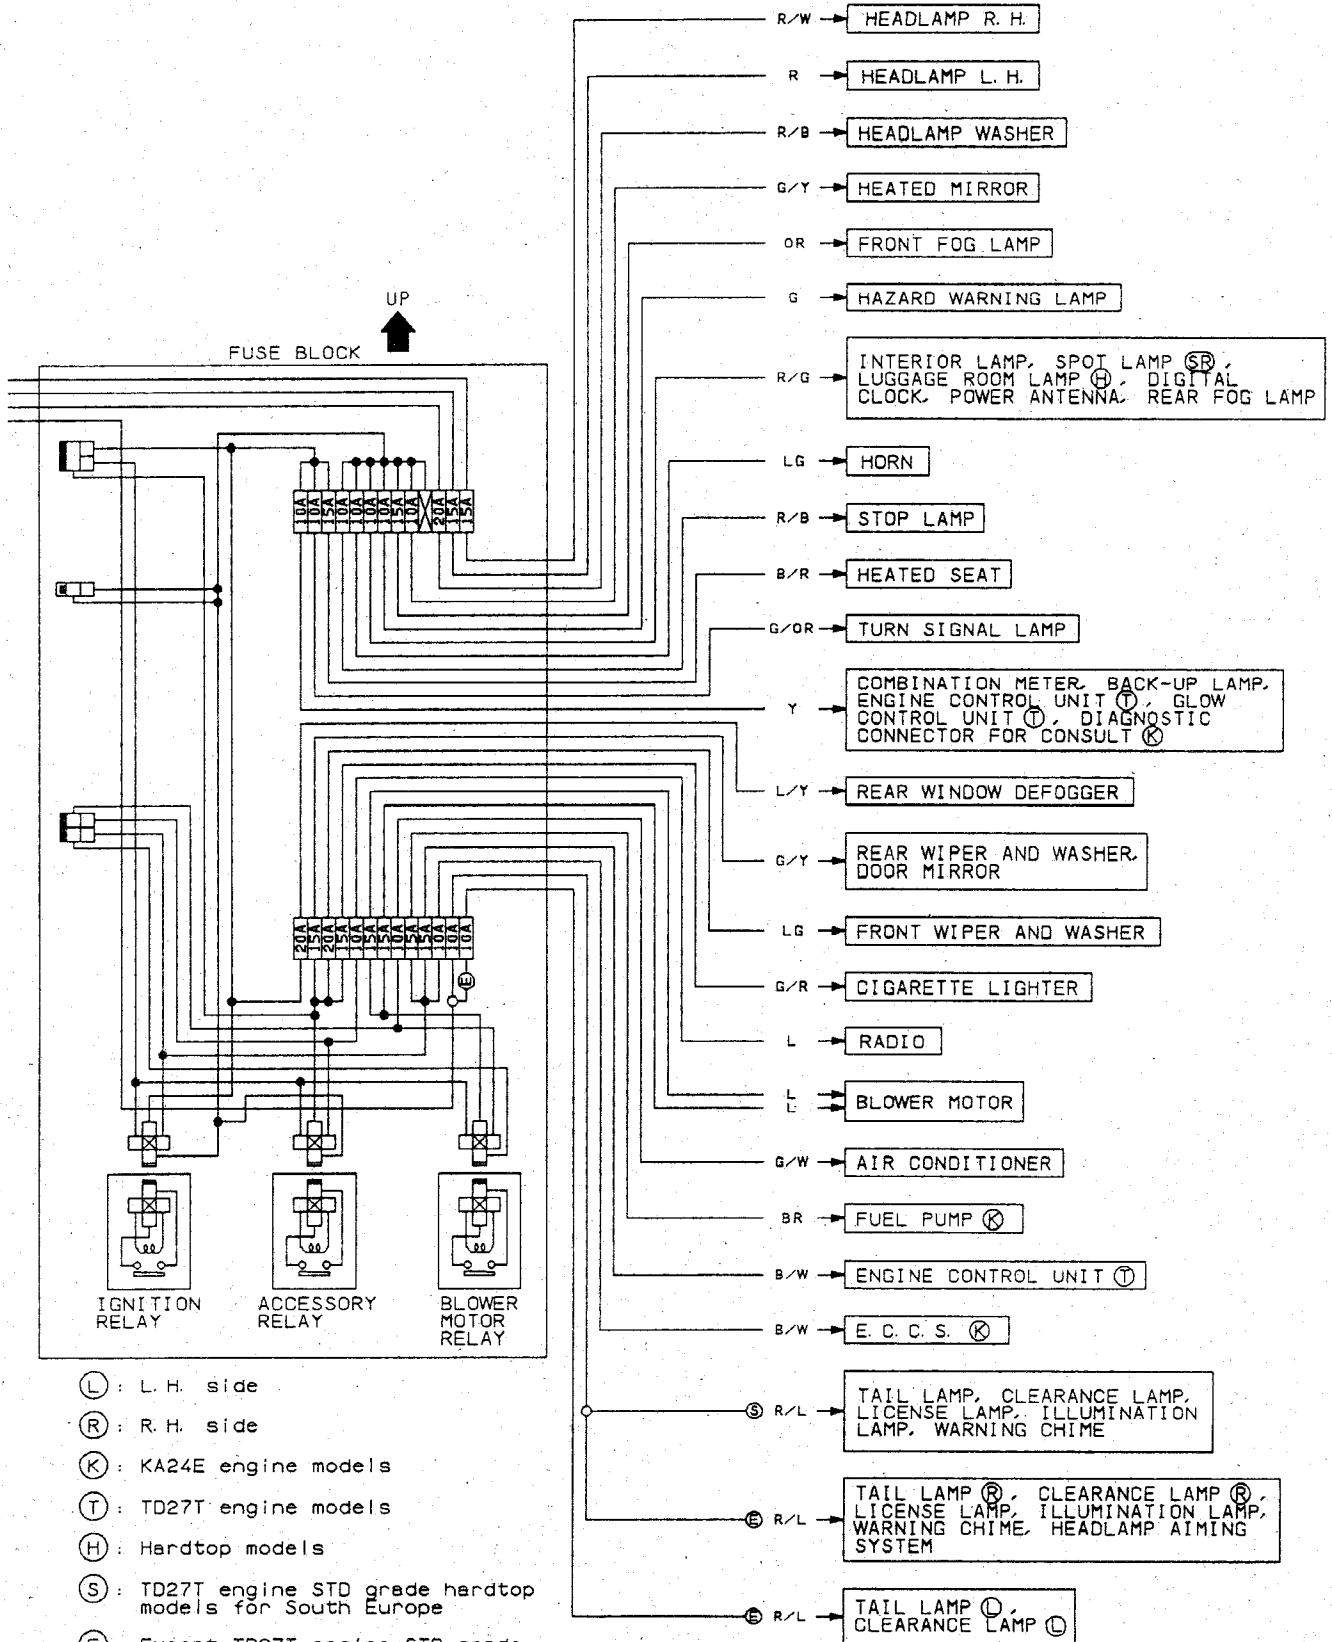 R/W HEADLAMP R. H.
R HEADLAMP L. H.
R/B HEADLAMP WASHER
G/Y HEATED MIRROR
OR FRONT FOG LAMP
G HAZARD WARNING LAMP
UP
FUSE BLOCK
R/G INTERIOR LAMP, SPOT LAMP (SR),
LUGGAGE ROOM LAMP (H), DIGITAL
CLOCK, POWER ANTENNA, REAR FOG LAMP
LG HORN
10A 10A 15A 10A 10A 10A 10A 15A 10A 20A 15A 15A
R/B STOP LAMP
B/R HEATED SEAT
G/OR TURN SIGNAL LAMP
Y COMBINATION METER, BACK-UP LAMP,
ENGINE CONTROL UNIT (T), GLOW
CONTROL UNIT (T), DIAGNOSTIC
CONNECTOR FOR CONSULT (K)
L/Y REAR WINDOW DEFOGGER
G/Y REAR WIPER AND WASHER,
DOOR MIRROR
20A 15A 20A 15A 10A 15A 15A 10A 15A 15A 10A 10A 10A
LG FRONT WIPER AND WASHER
(E)
G/R CIGARETTE LIGHTER
L RADIO
L
L BLOWER MOTOR
G/W AIR CONDITIONER
BR FUEL PUMP (K)
B/W ENGINE CONTROL UNIT (T)
B/W E. C. C. S. (K)
IGNITION
RELAY
ACCESSORY
RELAY
BLOWER
MOTOR
RELAY
(S) R/L TAIL LAMP, CLEARANCE LAMP,
LICENSE LAMP, ILLUMINATION
LAMP, WARNING CHIME
(E) R/L TAIL LAMP (R), CLEARANCE LAMP (R),
LICENSE LAMP, ILLUMINATION LAMP,
WARNING CHIME, HEADLAMP AIMING
SYSTEM
(E) R/L TAIL LAMP (L),
CLEARANCE LAMP (L)
(L) : L. H. side
(R) : R. H. side
(K) : KA24E engine models
(T) : TD27T engine models
(H) : Hardtop models
(S) : TD27T engine STD grade hardtop
models for South Europe
(E) : Except TD27T engine STD grade